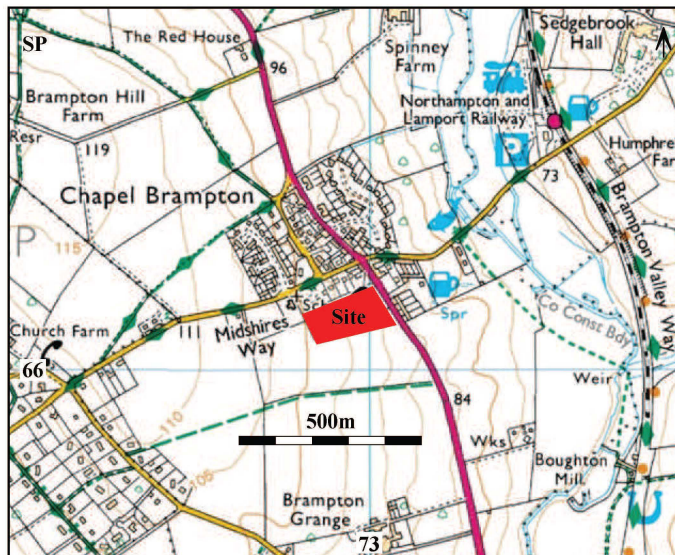 SP
The Red House
96
Spinney
Farm
Sedgebrook
Hall
Brampton Hill
Farm
Northampton and
Lamport Railway
Resr
119
Humphre
Far
73
Chapel Brampton
P
115
Brampton Valley Way
111
Midshires
Way
Spr
Site
Spr
Co Const Bdy
Church Farm
66
Weir
84
110
500m
105
Wks
Boughton
Mill
Brampton
Grange
73